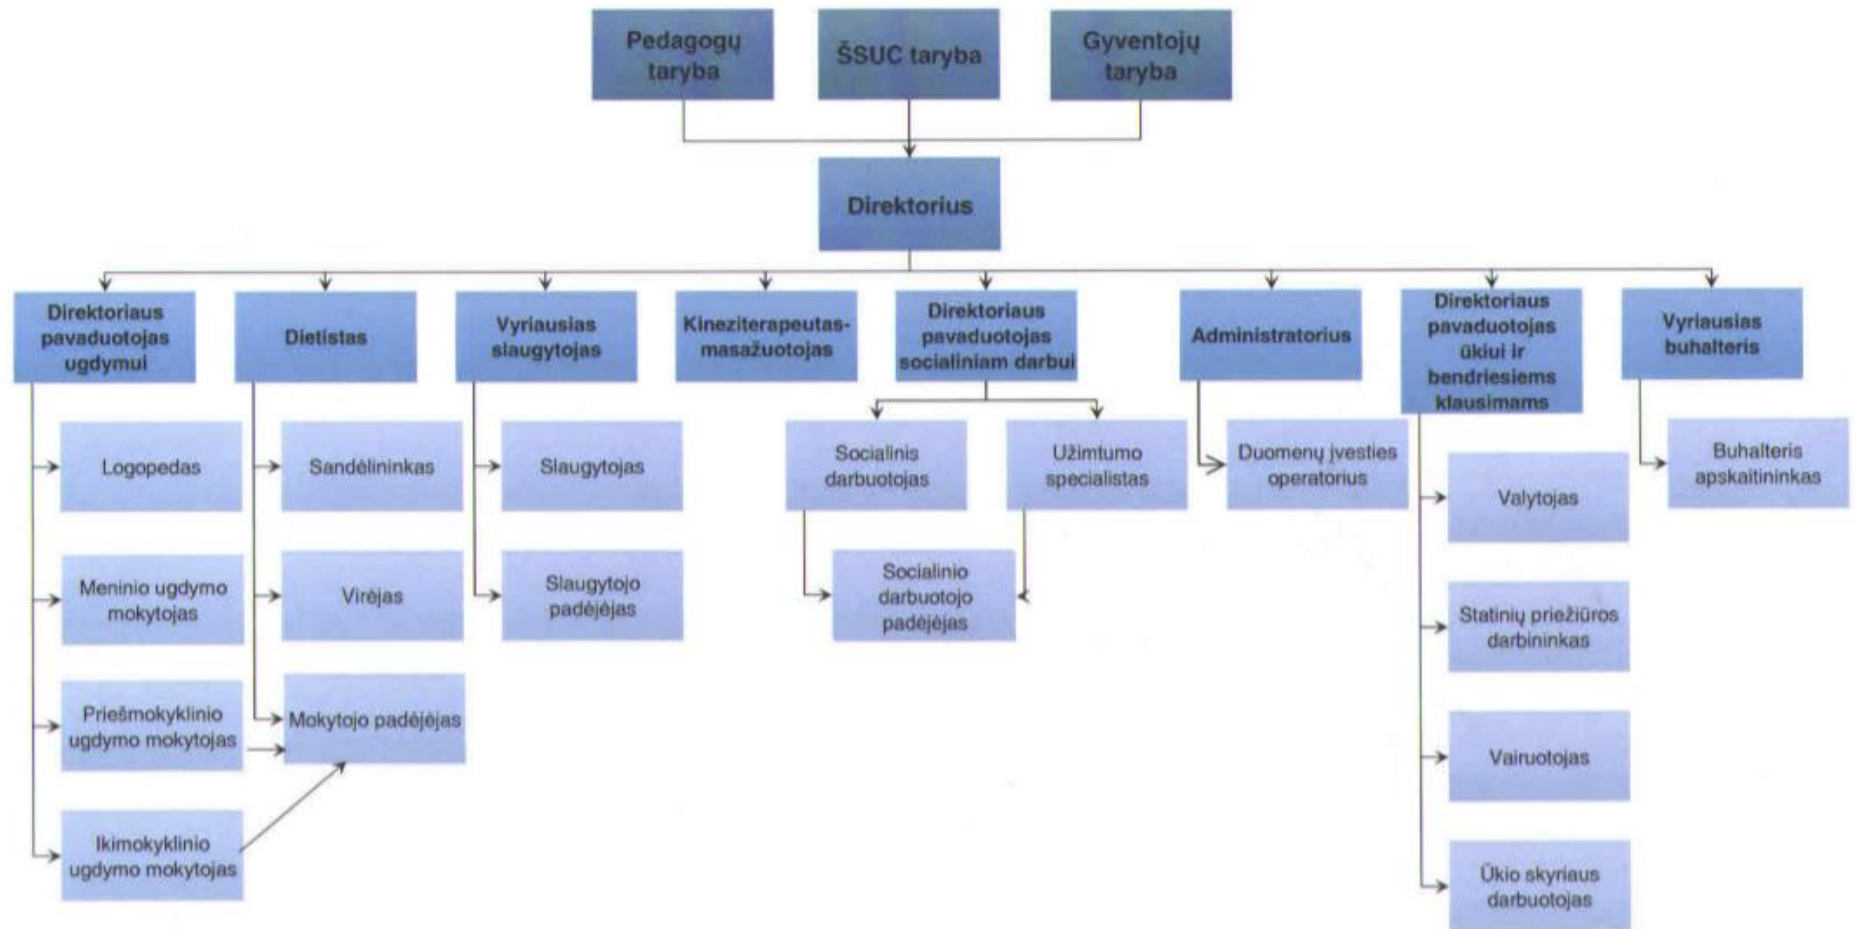 Pedagogų
taryba
ŠSUC taryba
Gyventojų
taryba
Direktorius
Direktoriaus
pavaduotojas
ugdymui
Dietistas
Vyriausias
slaugytojas
Kineziterapeutas-
masažuotojas
Direktoriaus
pavaduotojas
socialiniam darbui
Administratorius
Direktoriaus
pavaduotojas
ūkiui ir
bendriesiems
klausimams
Vyriausias
buhalteris
Logopedas
Sandėlininkas
Slaugytojas
Socialinis
darbuotojas
Užimtumo
specialistas
Duomenų įvesties
operatorius
Valytojas
Buhalteris
apskaitininkas
Meninio ugdymo
mokytojas
Virėjas
Slaugytojo
padėjėjas
Socialinio
darbuotojo
padėjėjas
Statinių priežiūros
darbininkas
Priešmokyklinio
ugdymo mokytojas
Mokytojo padėjėjas
Vairuotojas
Ikimokyklinio
ugdymo mokytojas
Ūkio skyriaus
darbuotojas